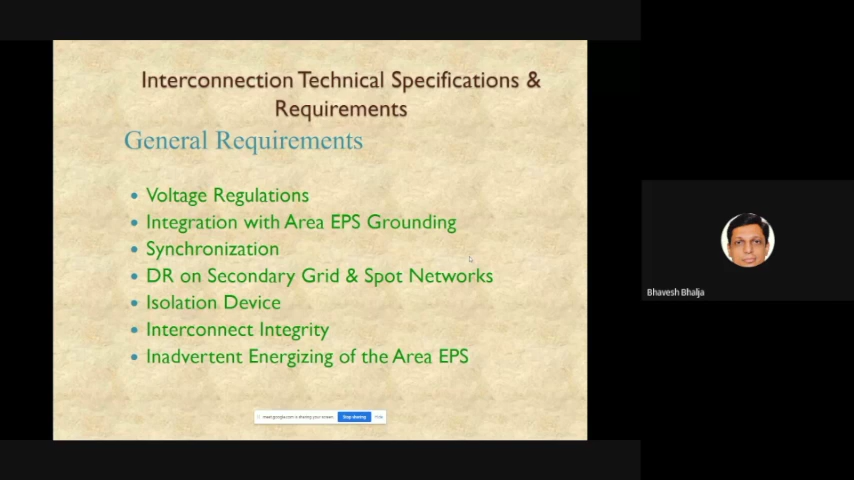 Interconnection Technical Specifications &
Requirements
General Requirements
Voltage Regulations
Integration with Area EPS Grounding
Synchronization
DR on Secondary Grid & Spot Networks
Isolation Device
Interconnect Integrity
Inadvertent Energizing of the Area EPS
meet.google.com is sharing your screen. Stop sharing Hide
Bhavesh Bhalja